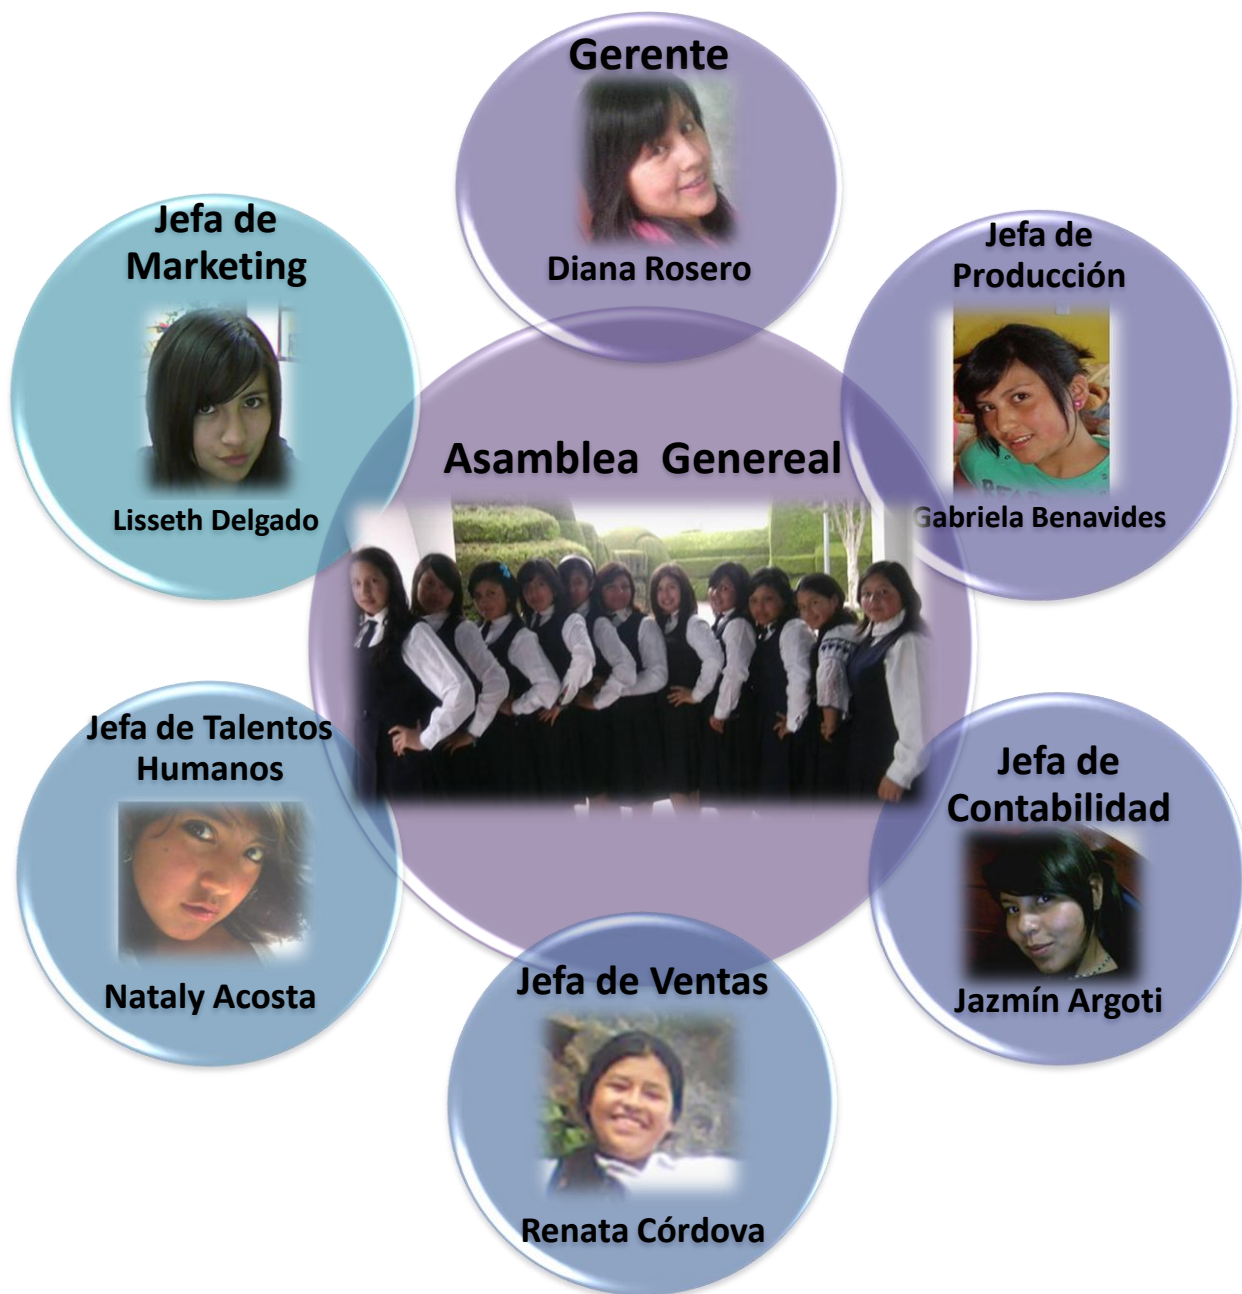 Gerente
Diana Rosero
Jefa de
Marketing
Lisseth Delgado
Jefa de
Producción
Gabriela Benavides
Asamblea Genereal
Jefa de Talentos
Humanos
Nataly Acosta
Jefa de
Contabilidad
Jazmín Argoti
Jefa de Ventas
Renata Córdova